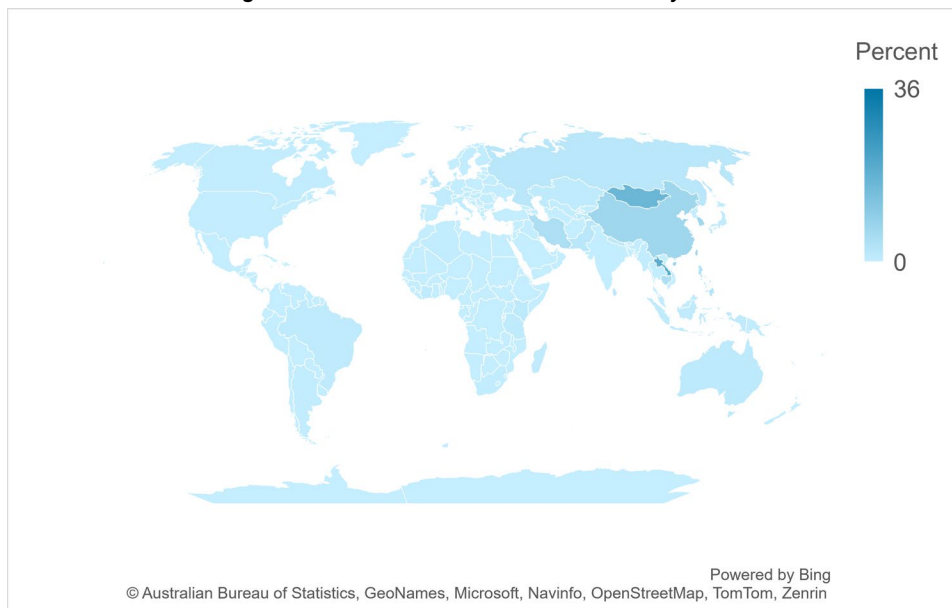 Percent
36
0
Powered by Bing
© Australian Bureau of Statistics, GeoNames, Microsoft, Navinfo, OpenStreetMap, TomTom, Zenrin